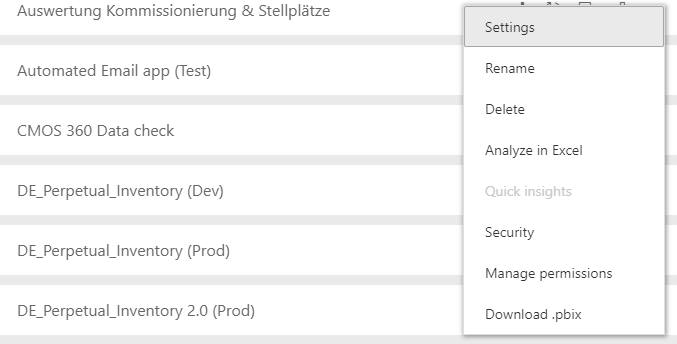 Auswertung Kommissionierung & Stellplätze
Automated Email app (Test)
CMOS 360 Data check
DE_Perpetual_Inventory (Dev)
DE_Perpetual_Inventory (Prod)
DE_Perpetual_Inventory 2.0 (Prod)
Settings
Rename
Delete
Analyze in Excel
Quick insights
Security
Manage permissions
Download .pbix